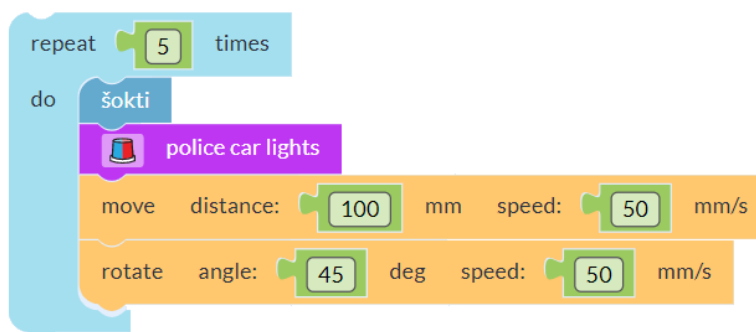 repeat 5 times
do šokti
police car lights
move distance: 100 mm speed: 50 mm/s
rotate angle: 45 deg speed: 50 mm/s